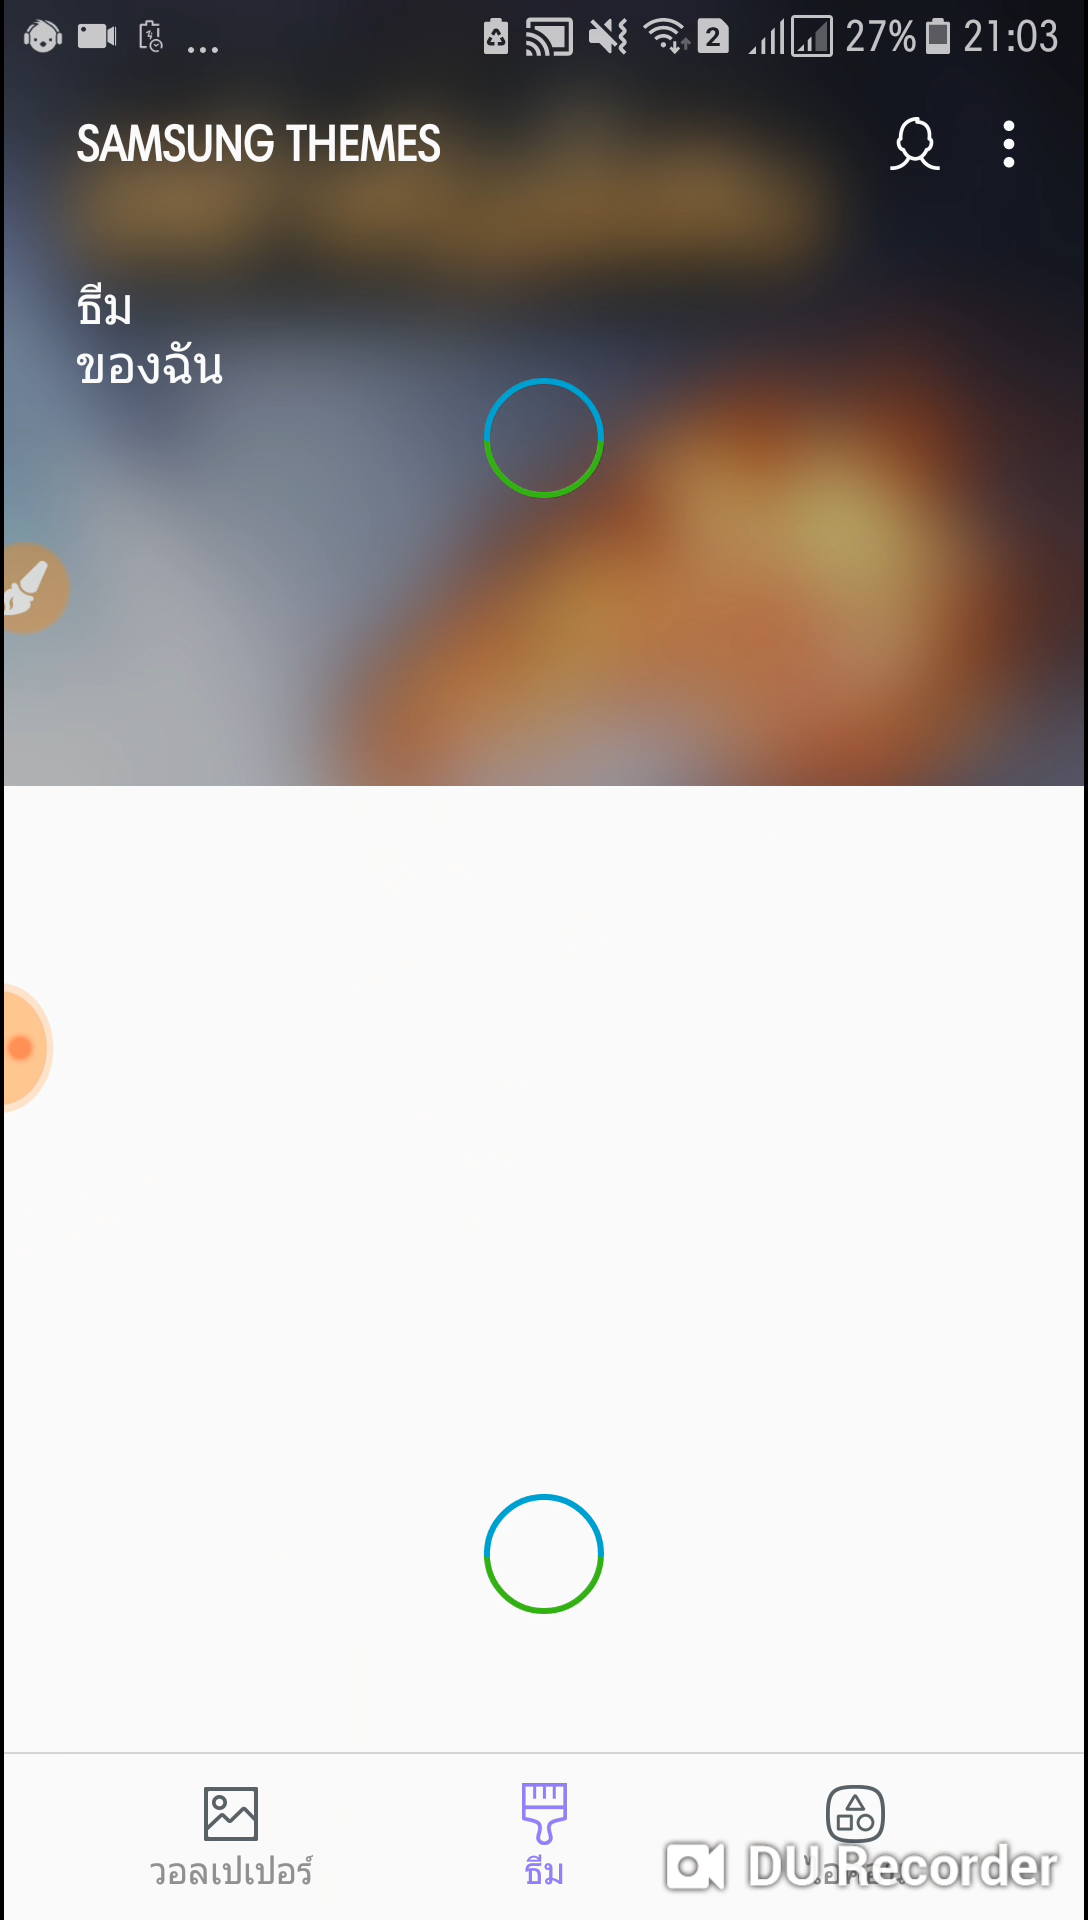 2 27% 21:03
SAMSUNG THEMES
ธีม
ของฉัน
วอลเปเปอร์
ธีม
DU Recorder